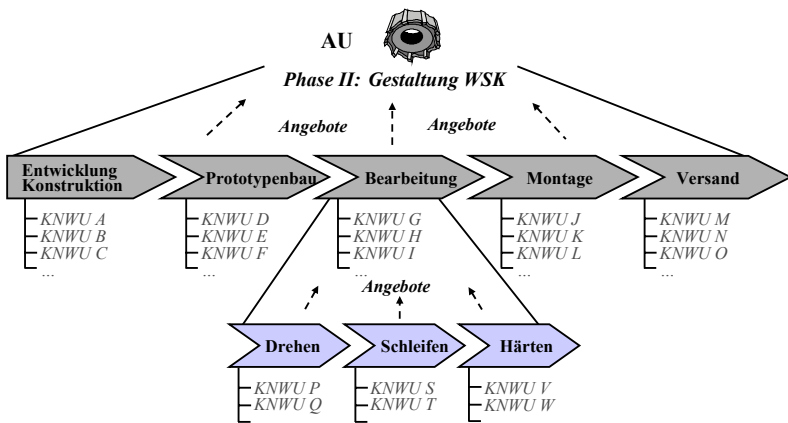 AU
Phase II: Gestaltung WSK
Angebote
Angebote
Entwicklung
Konstruktion
Prototypenbau
Bearbeitung
Montage
Versand
KNWU A
KNWU B
KNWU C
...
KNWU D
KNWU E
KNWU F
...
KNWU G
KNWU H
KNWU I
...
KNWU J
KNWU K
KNWU L
...
KNWU M
KNWU N
KNWU O
...
Angebote
Drehen
Schleifen
Härten
KNWU P
KNWU Q
KNWU S
KNWU T
KNWU V
KNWU W